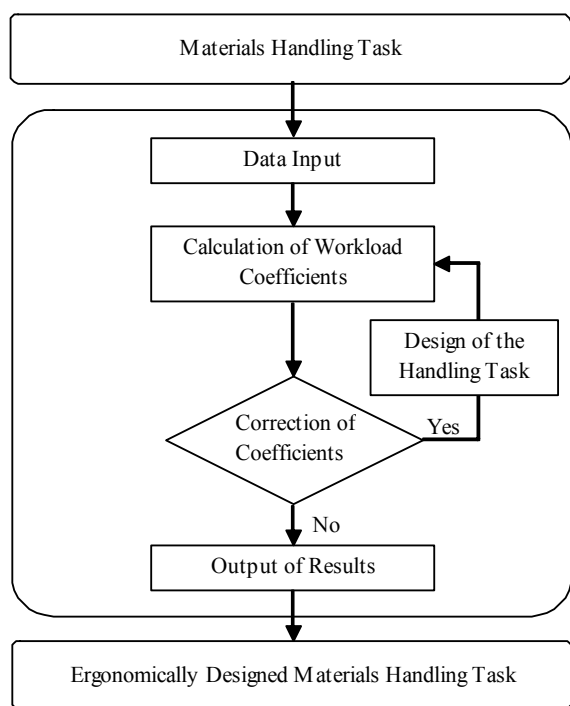 Materials Handling Task
Data Input
Calculation of Workload
Coefficients
Design of the
Handling Task
Correction of
Coefficients
Yes
No
Output of Results
Ergonomically Designed Materials Handling Task